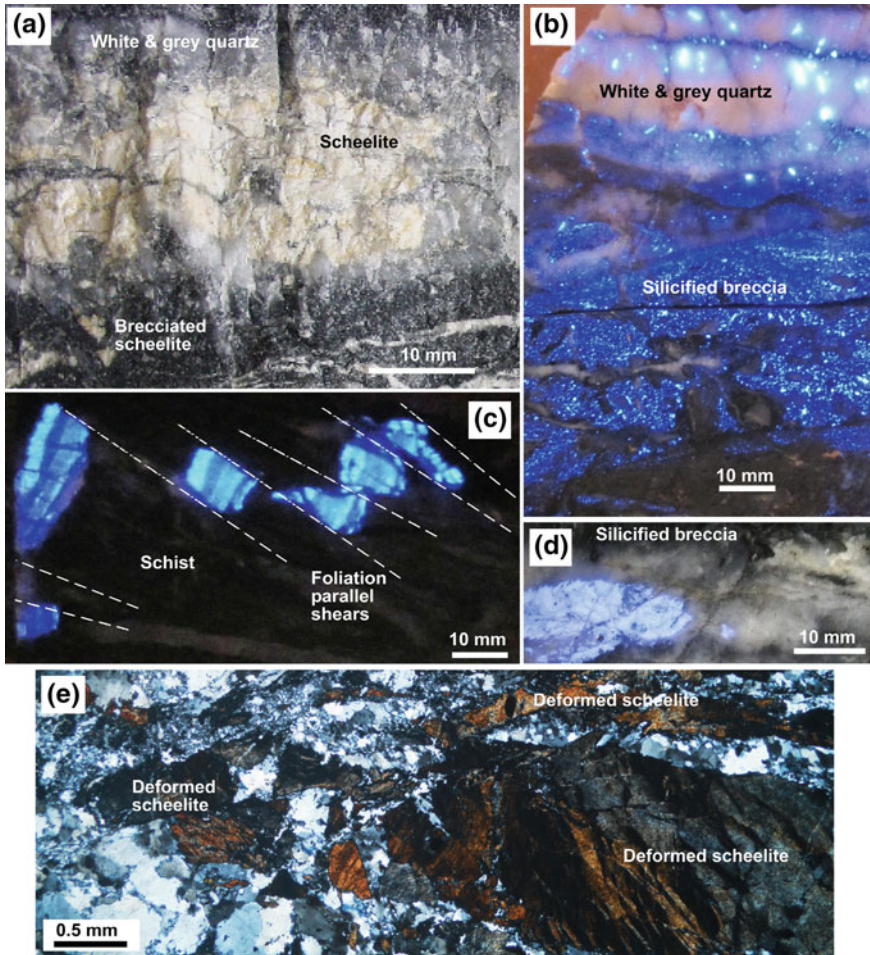 (a)
White & grey quartz
Scheelite
Brecciated
scheelite
10 mm
(b)
White & grey quartz
Silicified breccia
10 mm
(c)
Schist
Foliation
parallel
shears
10 mm
(d)
Silicified breccia
10 mm
(e)
Deformed scheelite
Deformed
scheelite
Deformed scheelite
0.5 mm